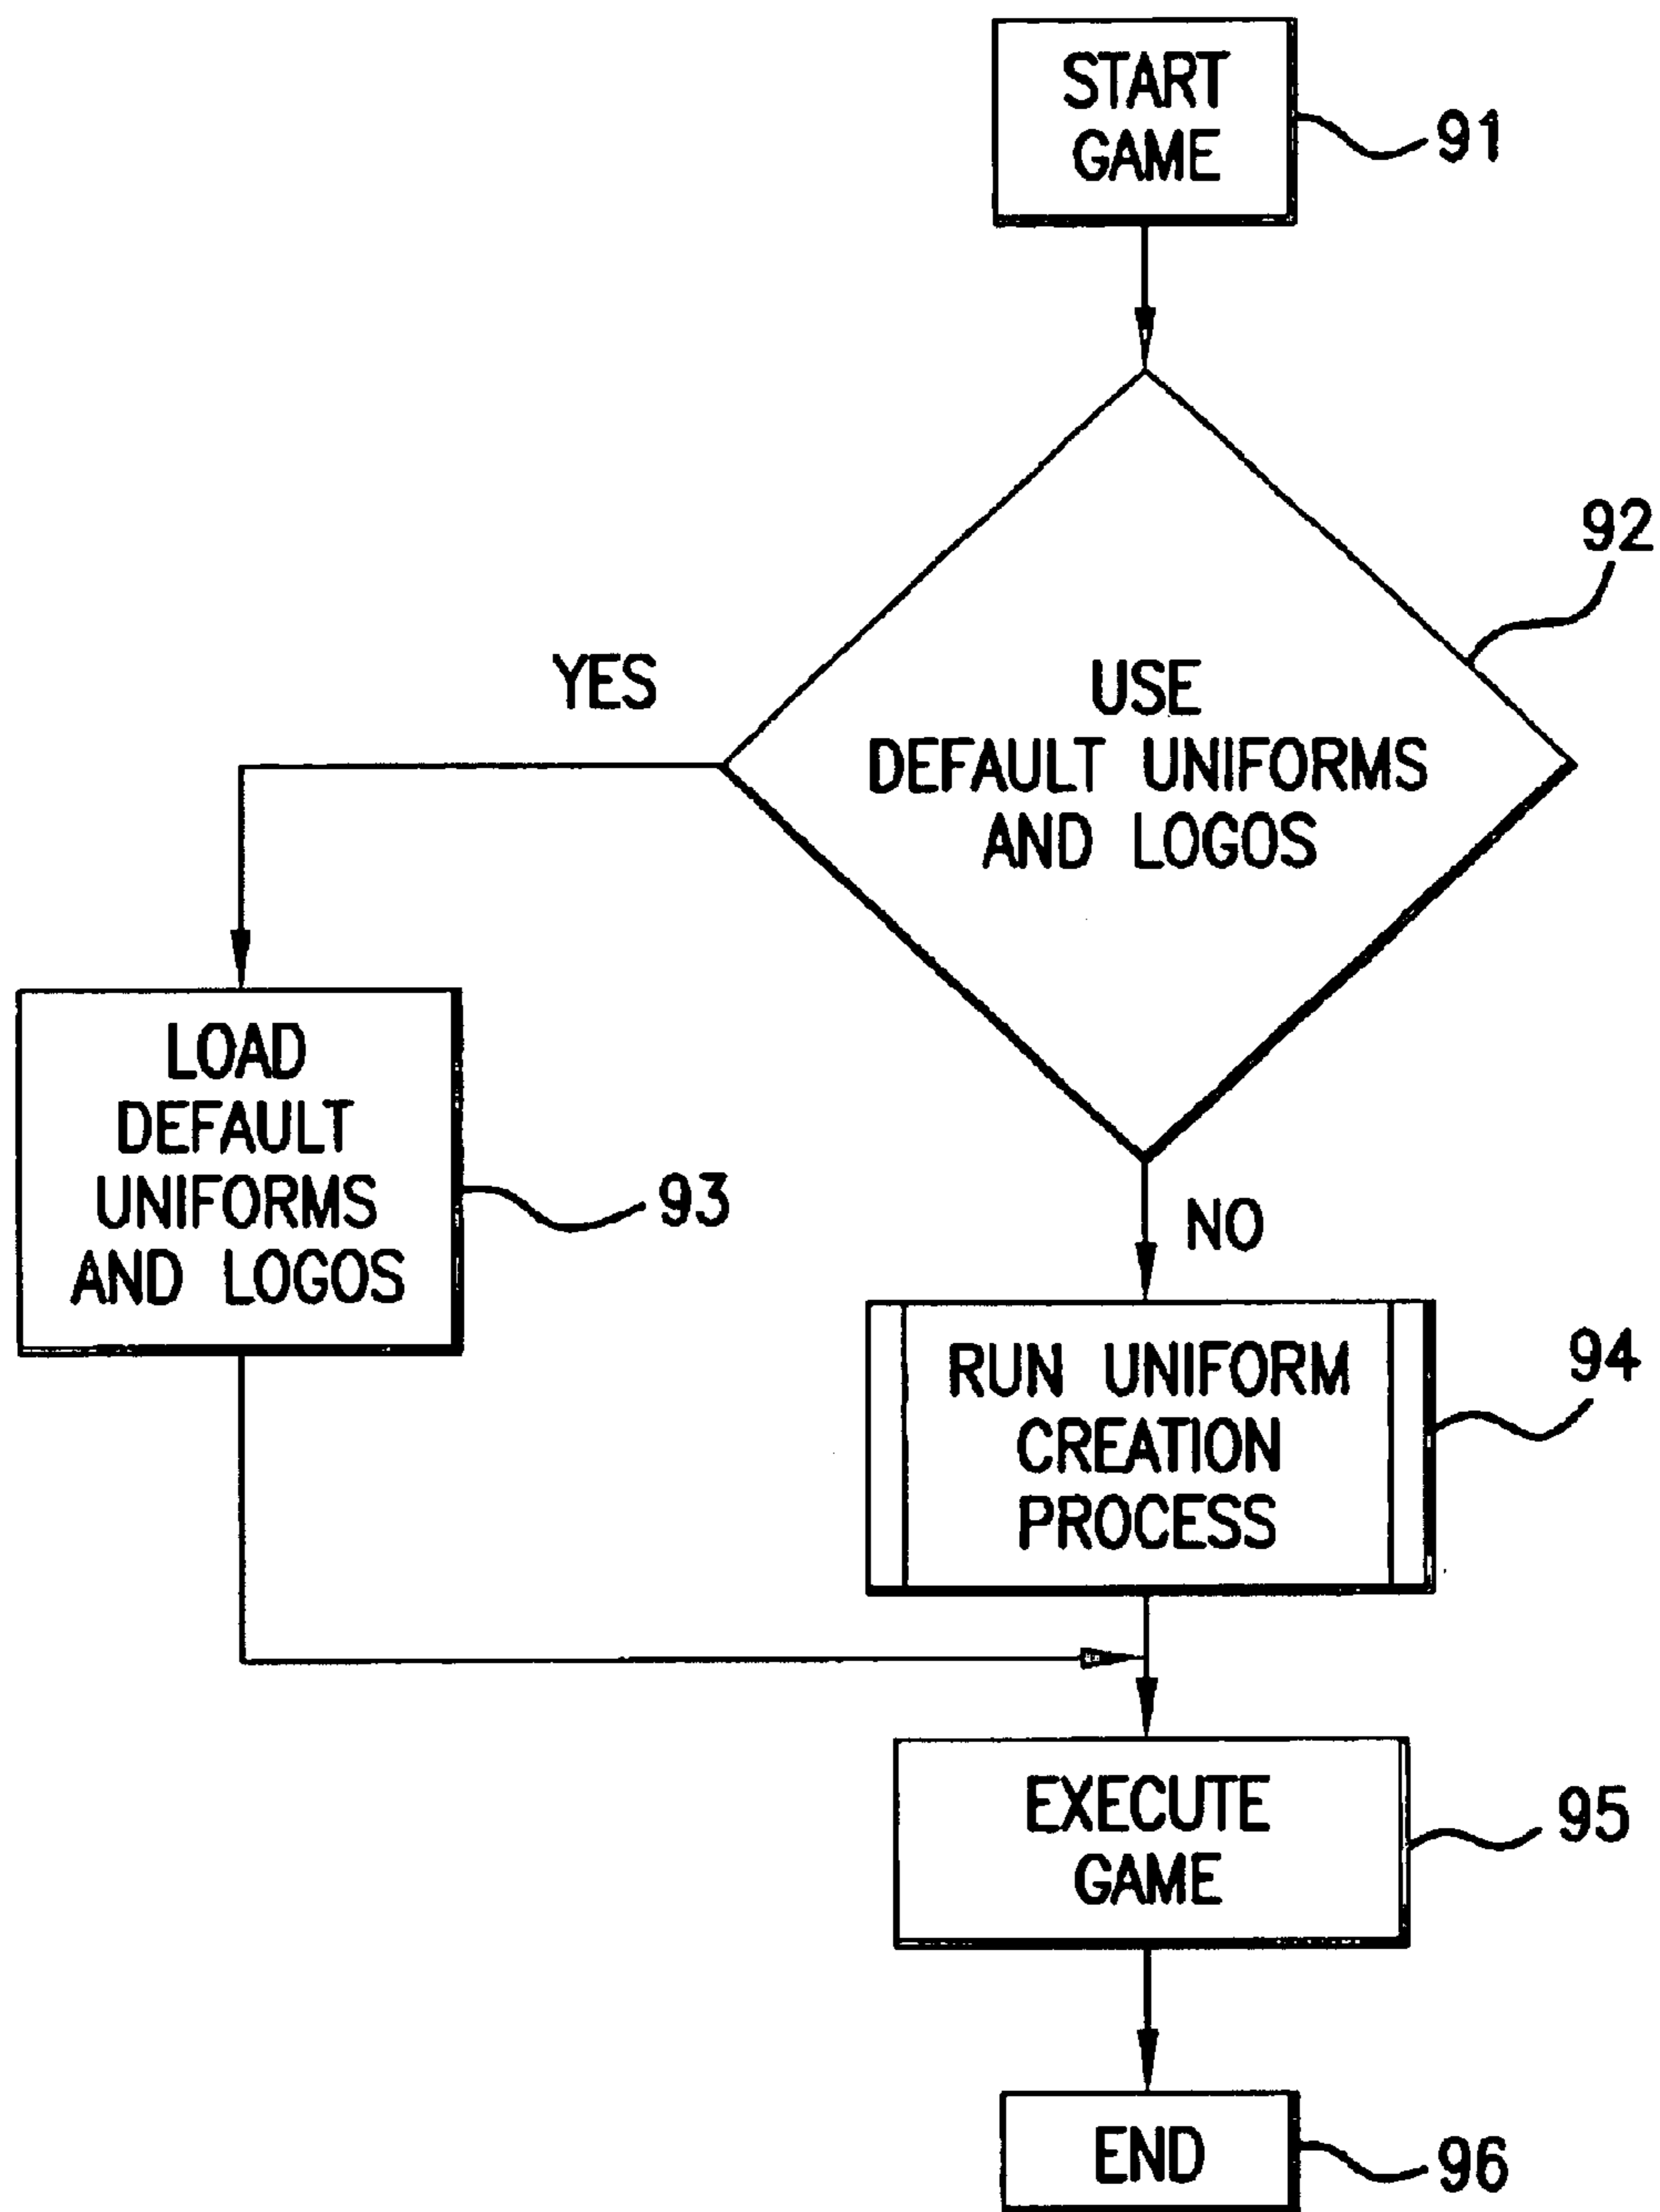 START
GAME
91
92
USE
DEFAULT UNIFORMS
AND LOGOS
YES
LOAD
DEFAULT
UNIFORMS
AND LOGOS
93
NO
RUN UNIFORM
CREATION
PROCESS
94
EXECUTE
GAME
95
END
96